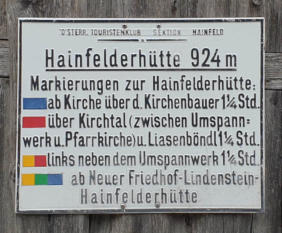 ÖSTERR. TOURISTENKLUB SEKTION HAINFELD
Hainfelderhütte 924 m
Markierungen zur Hainfelderhütte:
ab Kirche über d. Kirchenbauer 1¼ Std.
über Kirchtal (zwischen Umspann=
werk u. Pfarrkirche) u. Liasenböndl 1¼ Std.
links neben dem Umspannwerk 1¼ Std.
ab Neuer Friedhof-Lindenstein-
Hainfelderhütte